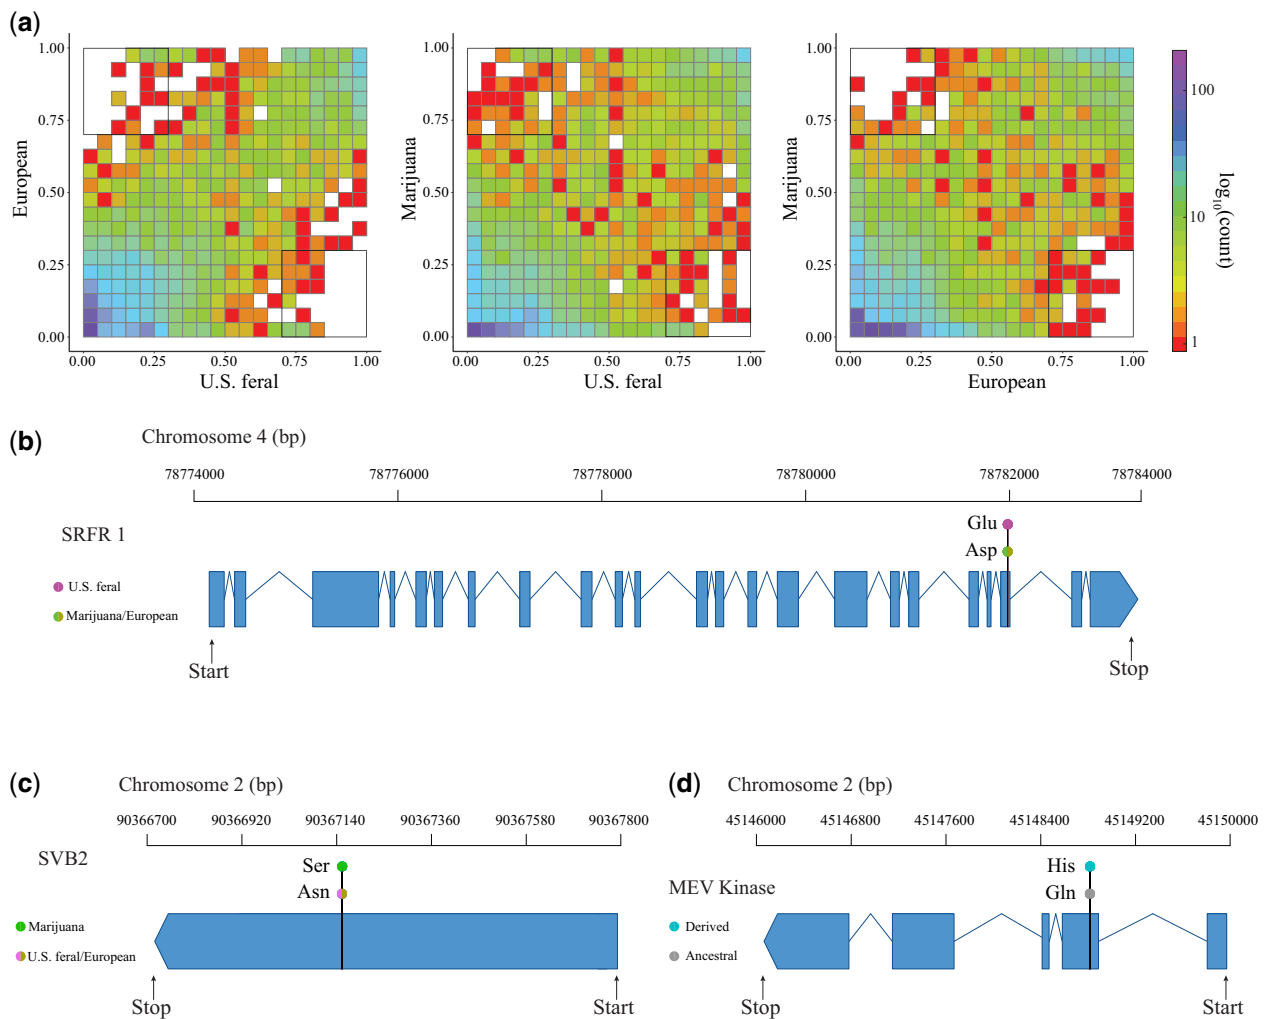 (a)
1.00
0.75
0.50
0.25
0.00
European
0.00 0.25 0.50 0.75 1.00
U.S. feral
1.00
0.75
0.50
0.25
0.00
Marijuana
0.00 0.25 0.50 0.75 1.00
U.S. feral
1.00
0.75
0.50
0.25
0.00
Marijuana
0.00 0.25 0.50 0.75 1.00
European
100
10
1
log10(count)
(b)
Chromosome 4 (bp)
78774000 78776000 78778000 78780000 78782000 78784000
SRFR 1
Glu
Asp
U.S. feral
Marijuana/European
Start
Stop
(c)
Chromosome 2 (bp)
90366700 90366920 90367140 90367360 90367580 90367800
SVB2
Ser
Asn
Marijuana
U.S. feral/European
Stop
Start
(d)
Chromosome 2 (bp)
45146000 45146800 45147600 45148400 45149200 45150000
MEV Kinase
His
Gln
Derived
Ancestral
Stop
Start